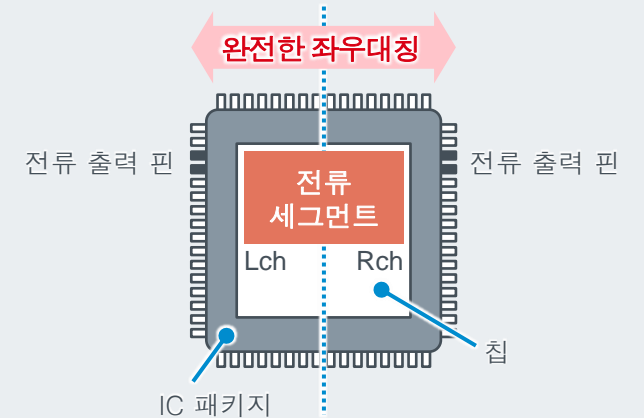 완전한 좌우대칭
전류 출력 핀
전류 출력 핀
전류
세그먼트
Lch
Rch
칩
IC 패키지